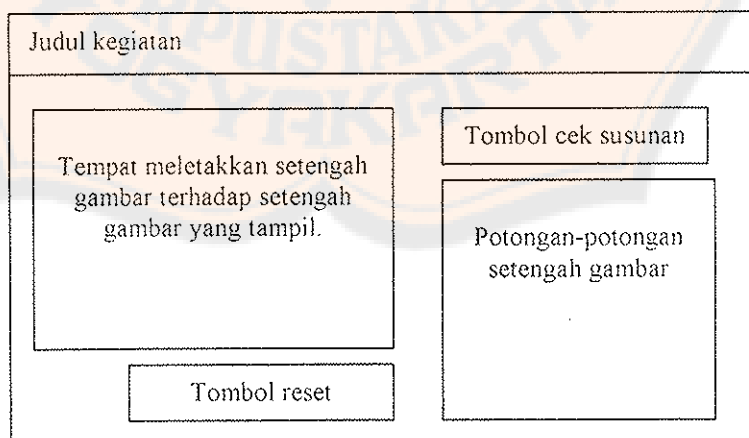 Judul kegiatan
Tempat meletakkan setengah
gambar terhadap setengah
gambar yang tampil.
Tombol cek susunan
Potongan-potongan
setengah gambar
Tombol reset